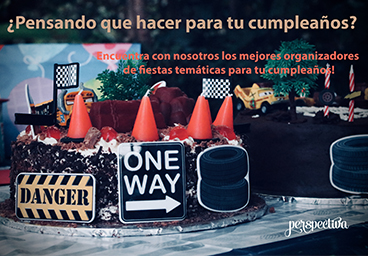 ¿Pensando que hacer para tu cumpleaños?
Encuentra con nosotros los mejores organizadores
de fiestas temáticas para tu cumpleaños!
ONE
WAY
DANGER
perspectiva